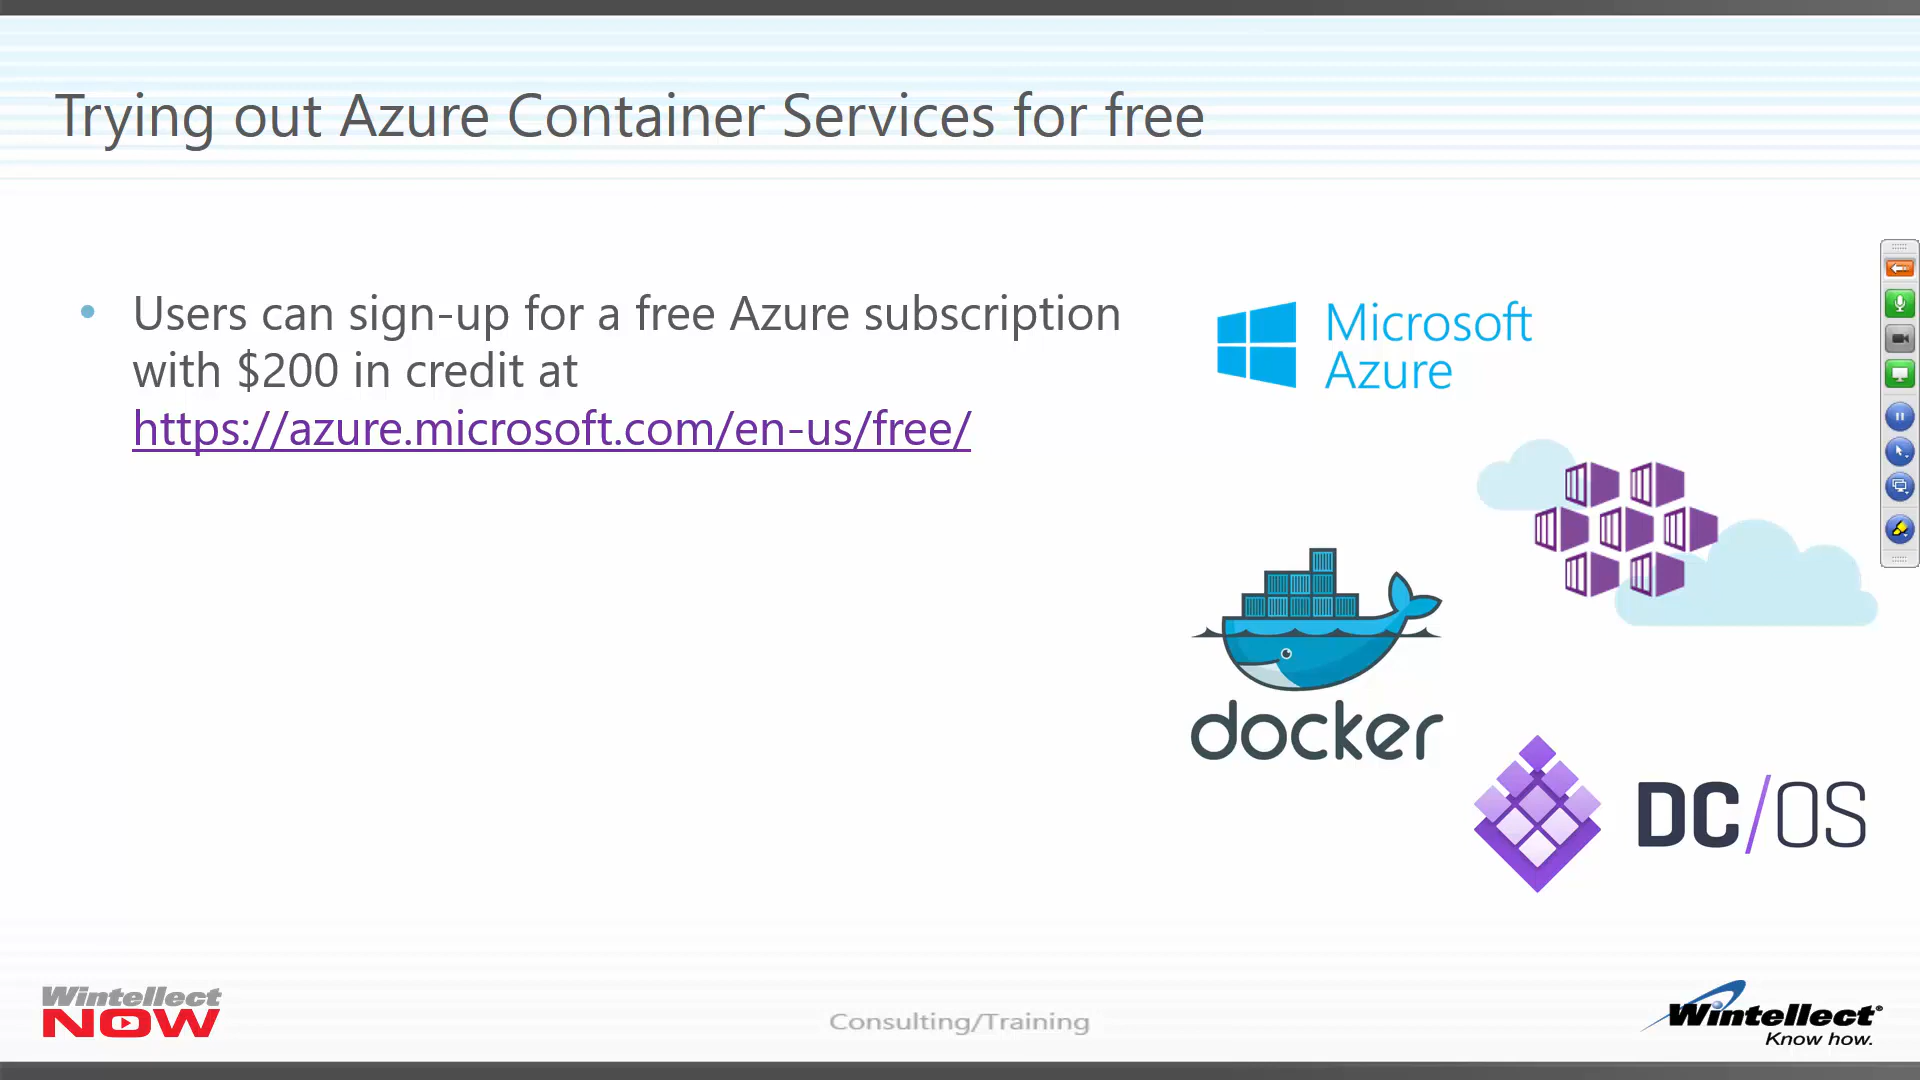 Trying out Azure Container Services for free
• Users can sign-up for a free Azure subscription
with $200 in credit at
https://azure.microsoft.com/en-us/free/
Microsoft
Azure
docker
DC/OS
Wintellect
NOW
Consulting/Training
Wintellect®
Know how.